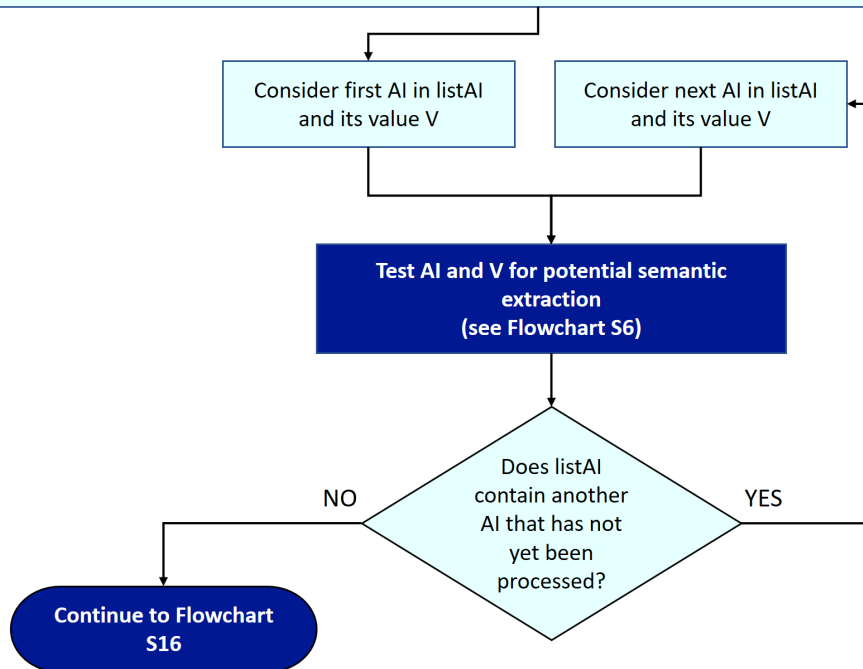 Consider first AI in listAI
and its value V
Consider next AI in listAI
and its value V
Test AI and V for potential semantic
extraction
(see Flowchart S6)
Does listAI
contain another
AI that has not
yet been
processed?
NO
YES
Continue to Flowchart
S16